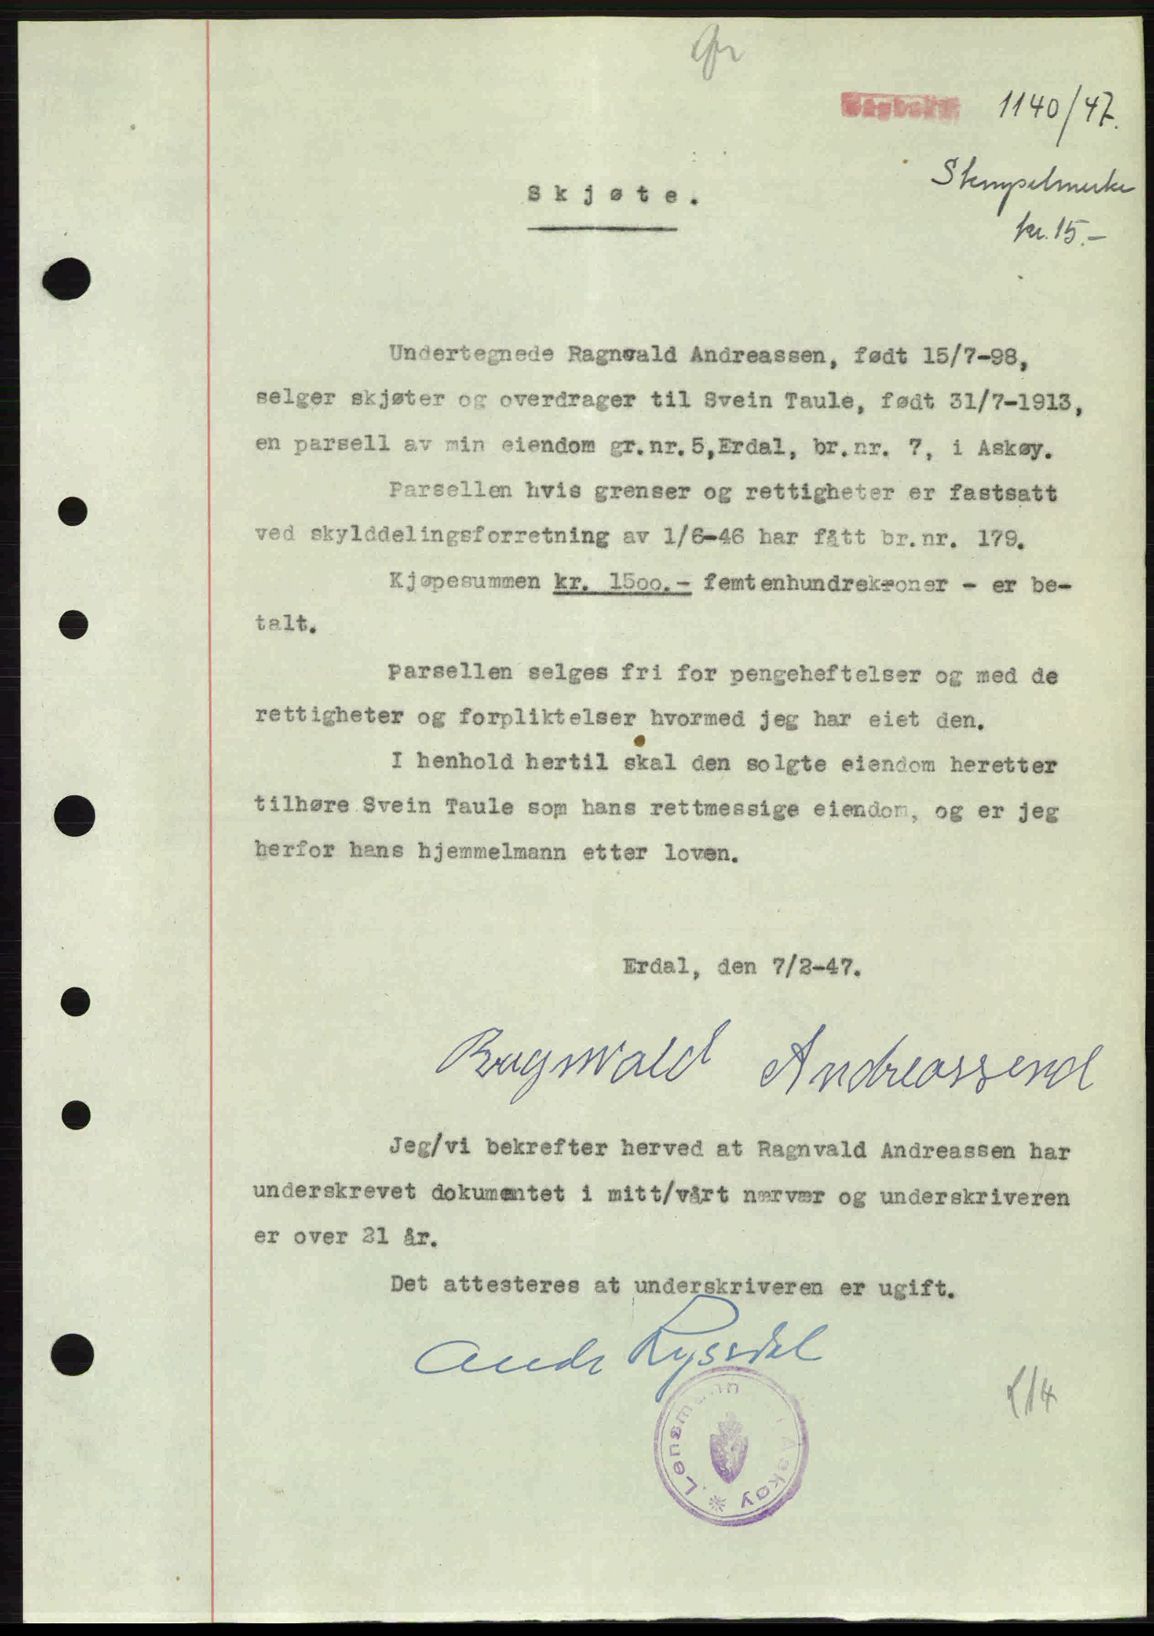 Dagbokf. 1140/47.
Stempelmerke
kr. 15.-
Skjøte.
Undertegnede Ragnvald Andreassen, født 15/7-98,
selger skjøter og overdrager til Svein Taule, født 31/7-1913,
en parsell av min eiendom gr.nr.5,Erdal, br.nr. 7, i Askøy.
Parsellen hvis grenser og rettigheter er fastsatt
ved skylddelingsforretning av 1/6-46 har fått br.nr. 179.
Kjøpesummen kr. 15oo.- femtenhundrekroner - er be-
talt.
Parsellen selges fri for pengeheftelser og med de
rettigheter og forpliktelser hvormed jeg har eiet den.
I henhold hertil skal den solgte eiendom heretter
tilhøre Svein Taule som hans rettmessige eiendom, og er jeg
herfor hans hjemmelmann etter loven.
Erdal, den 7/2-47.
Ragnvald Andreassend
Jeg/vi bekrefter herved at Ragnvald Andreassen har
underskrevet dokumentet i mitt/vårt nærvær og underskriveren
er over 21 år.
Det attesteres at underskriveren er ugift.
Lensmann i Askøy